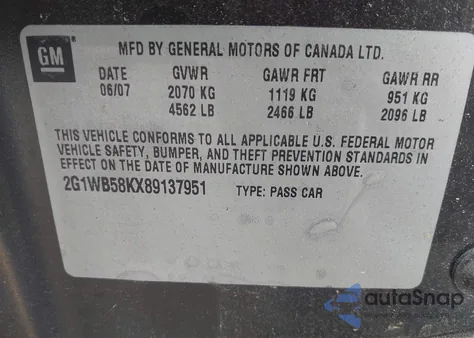 GM
MFD BY GENERAL MOTORS OF CANADA LTD.
DATE GVWR GAWR FRT GAWR RR
06/07 2070 KG 1119 KG 951 KG
4562 LB 2466 LB 2096 LB
THIS VEHICLE CONFORMS TO ALL APPLICABLE U.S. FEDERAL MOTOR
VEHICLE SAFETY, BUMPER, AND THEFT PREVENTION STANDARDS IN
EFFECT ON THE DATE OF MANUFACTURE SHOWN ABOVE.
2G1WB58KX89137951 TYPE: PASS CAR
autoSnap